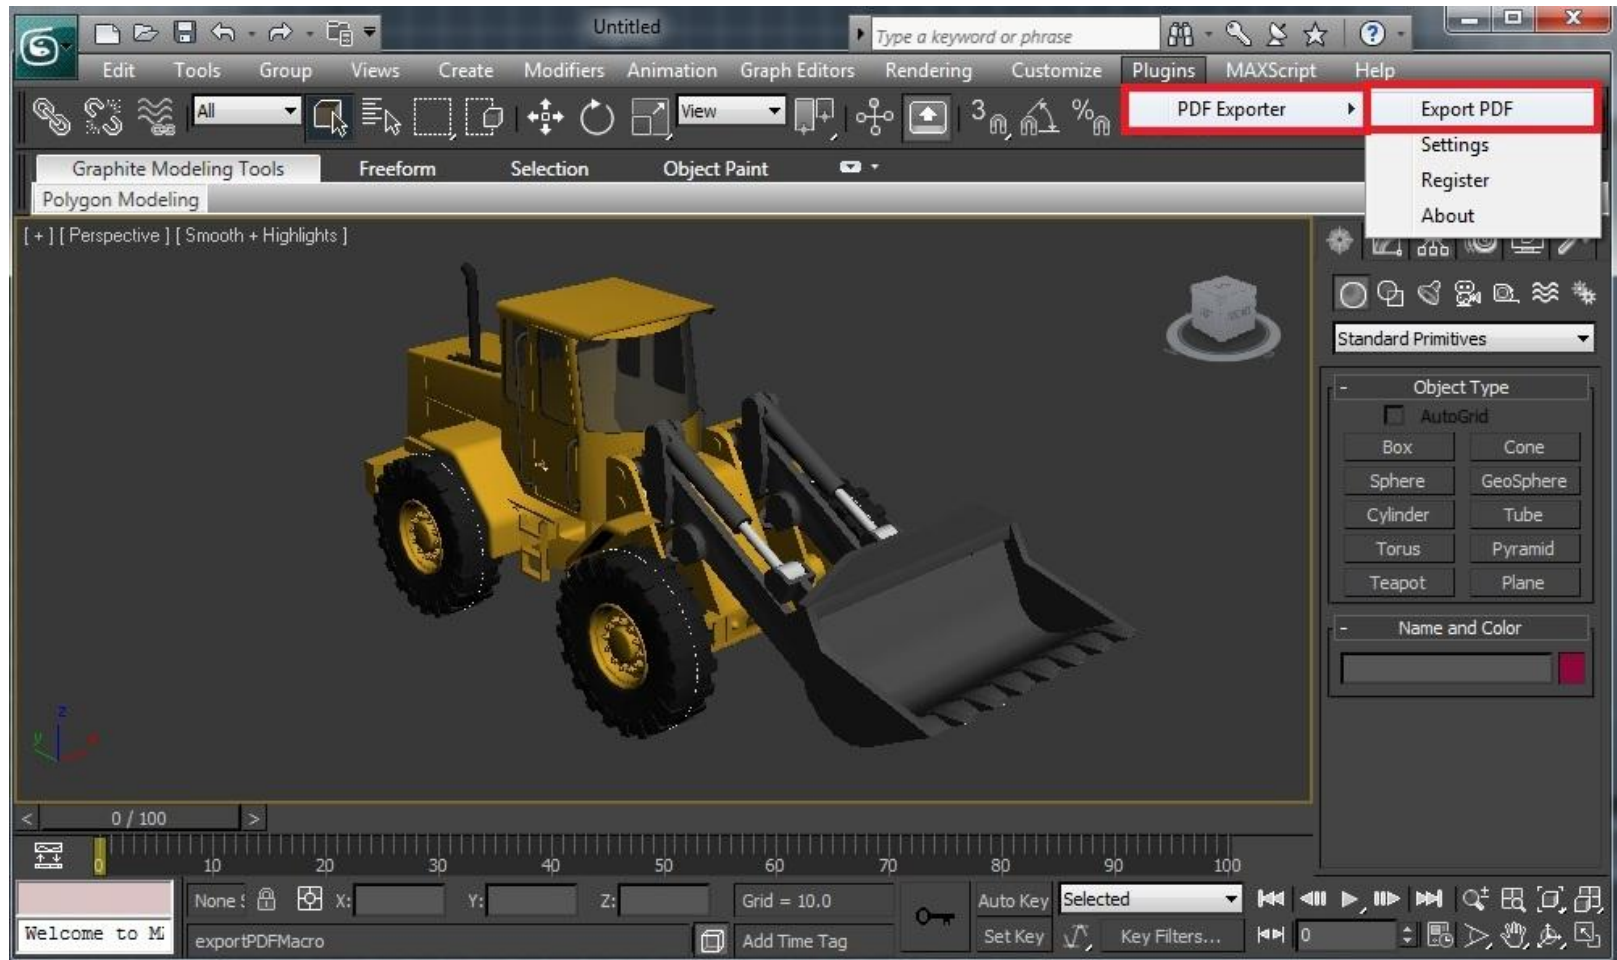 Untitled
Type a keyword or phrase
Edit Tools Group Views Create Modifiers Animation Graph Editors Rendering Customize Plugins MAXScript Help
All
View
3
%
PDF Exporter
Export PDF
Settings
Register
About
Graphite Modeling Tools Freeform Selection Object Paint
Polygon Modeling
[ + ] [ Perspective ] [ Smooth + Highlights ]
Standard Primitives
- Object Type
AutoGrid
Box Cone
Sphere GeoSphere
Cylinder Tube
Torus Pyramid
Teapot Plane
- Name and Color
z
y
x
< 0 / 100 >
0 10 20 30 40 50 60 70 80 90 100
None X: Y: Z: Grid = 10.0 Auto Key Selected
Welcome to exportPDFMacro Add Time Tag Set Key Key Filters... 0